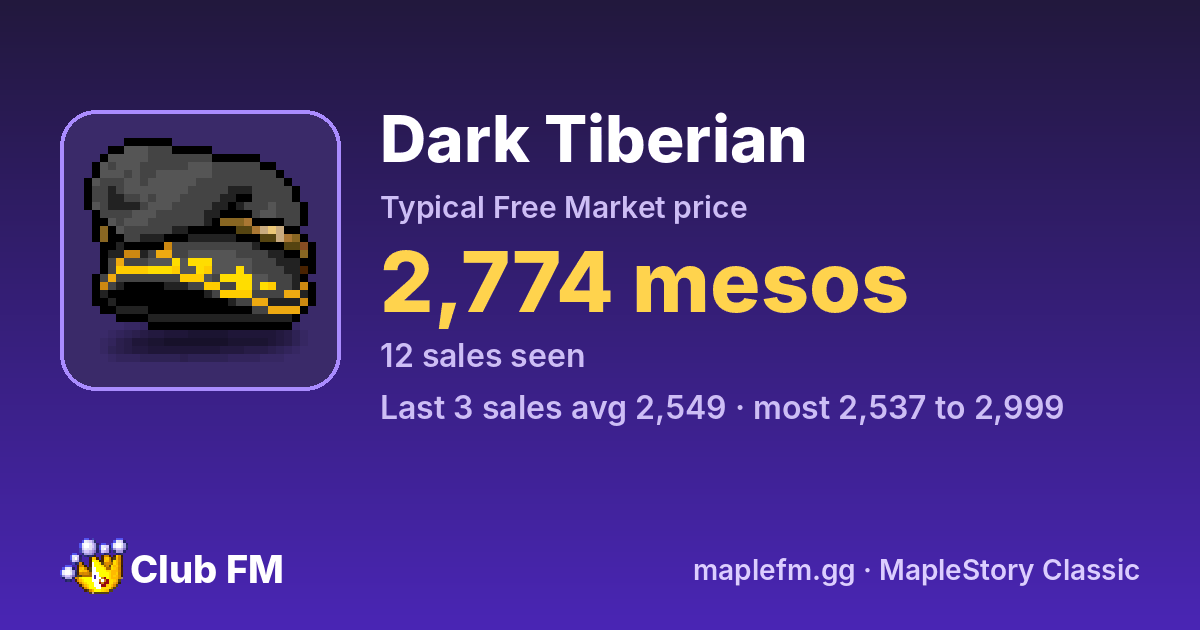 Dark Tiberian
Typical Free Market price
2,774 mesos
12 sales seen
Last 3 sales avg 2,549 · most 2,537 to 2,999
Club FM
maplefm.gg · MapleStory Classic